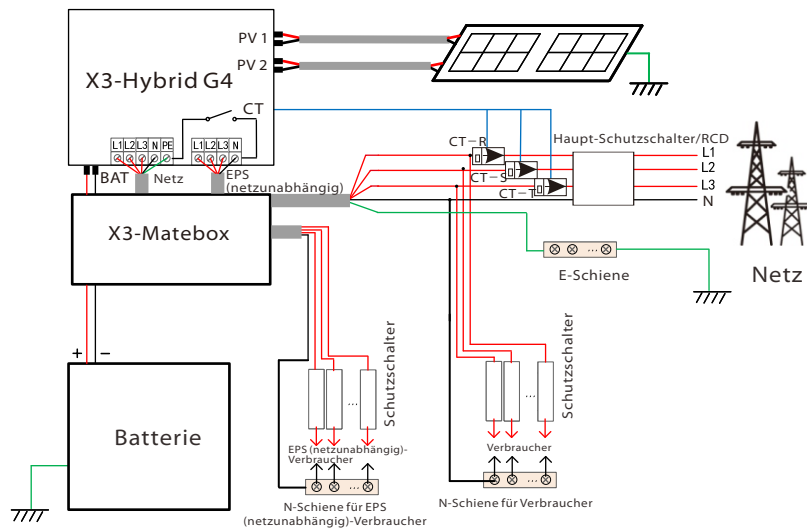 PV 1
PV 2
X3-Hybrid G4
CT
L1 L2 L3 N PE
L1 L2 L3 N
BAT
Netz
EPS
(netzunabhängig)
X3-Matebox
CT−R
CT−S
CT−T
Haupt-Schutzschalter/RCD
L1
L2
L3
N
E-Schiene
Netz
+ −
Batterie
Schutzschalter
...
EPS (netzunabhängig)-
Verbraucher
...
N-Schiene für EPS
(netzunabhängig)-Verbraucher
Schutzschalter
...
Verbraucher
...
N-Schiene für Verbraucher